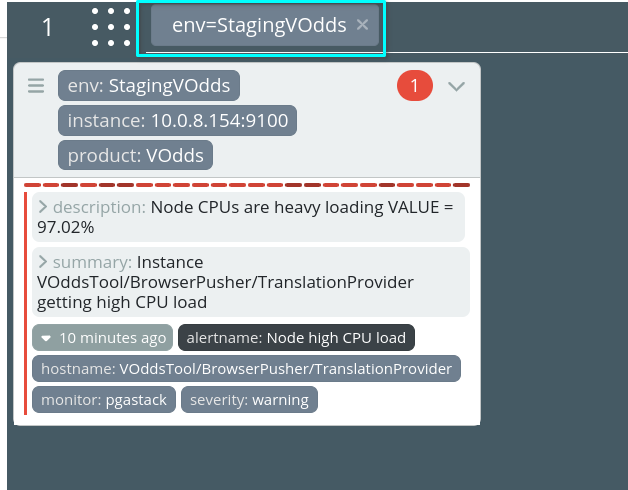 1
env=StagingVOdds ×
env: StagingVOdds
1
instance: 10.0.8.154:9100
product: VOdds
description: Node CPUs are heavy loading VALUE =
97.02%
summary: Instance
VOddsTool/BrowserPusher/TranslationProvider
getting high CPU load
10 minutes ago
alertname: Node high CPU load
hostname: VOddsTool/BrowserPusher/TranslationProvider
monitor: pgastack
severity: warning